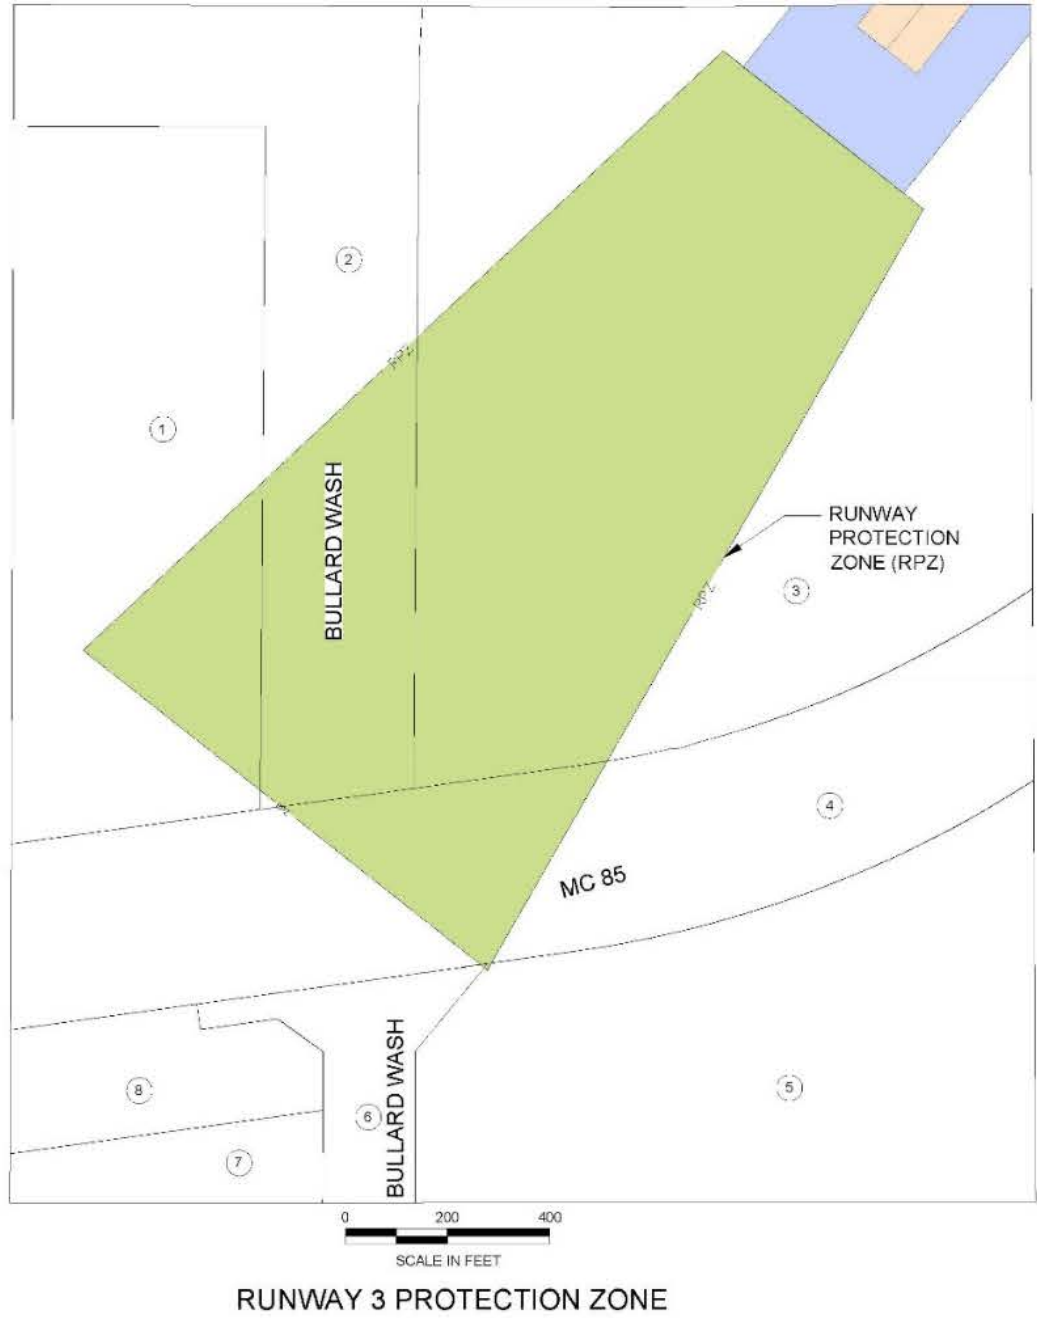 2
RPZ
1
BULLARD WASH
RUNWAY
PROTECTION
ZONE (RPZ)
RPZ
3
4
MC 85
8
6
BULLARD WASH
5
7
0 200 400
SCALE IN FEET
RUNWAY 3 PROTECTION ZONE